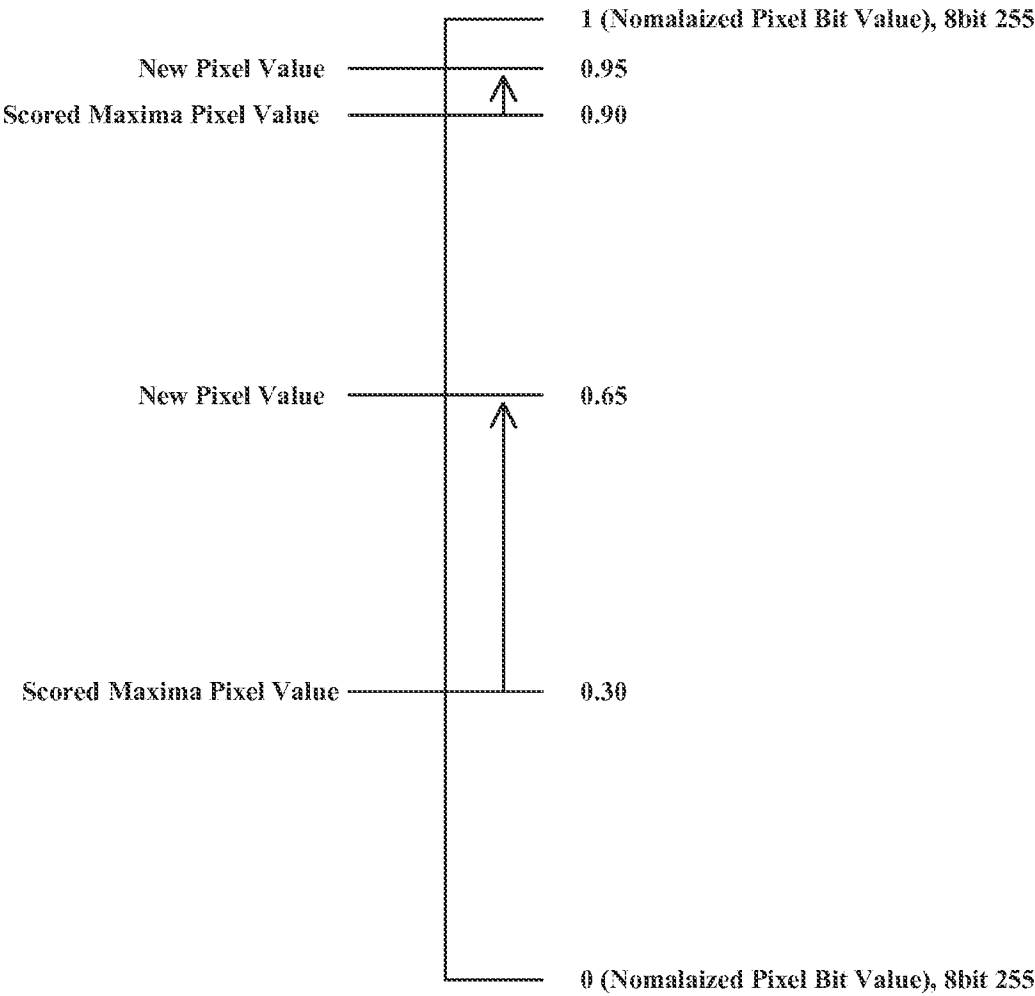 1 (Nomalaized Pixel Bit Value), 8bit 255
New Pixel Value 0.95
Scored Maxima Pixel Value 0.90
New Pixel Value 0.65
Scored Maxima Pixel Value 0.30
0 (Nomalaized Pixel Bit Value), 8bit 255